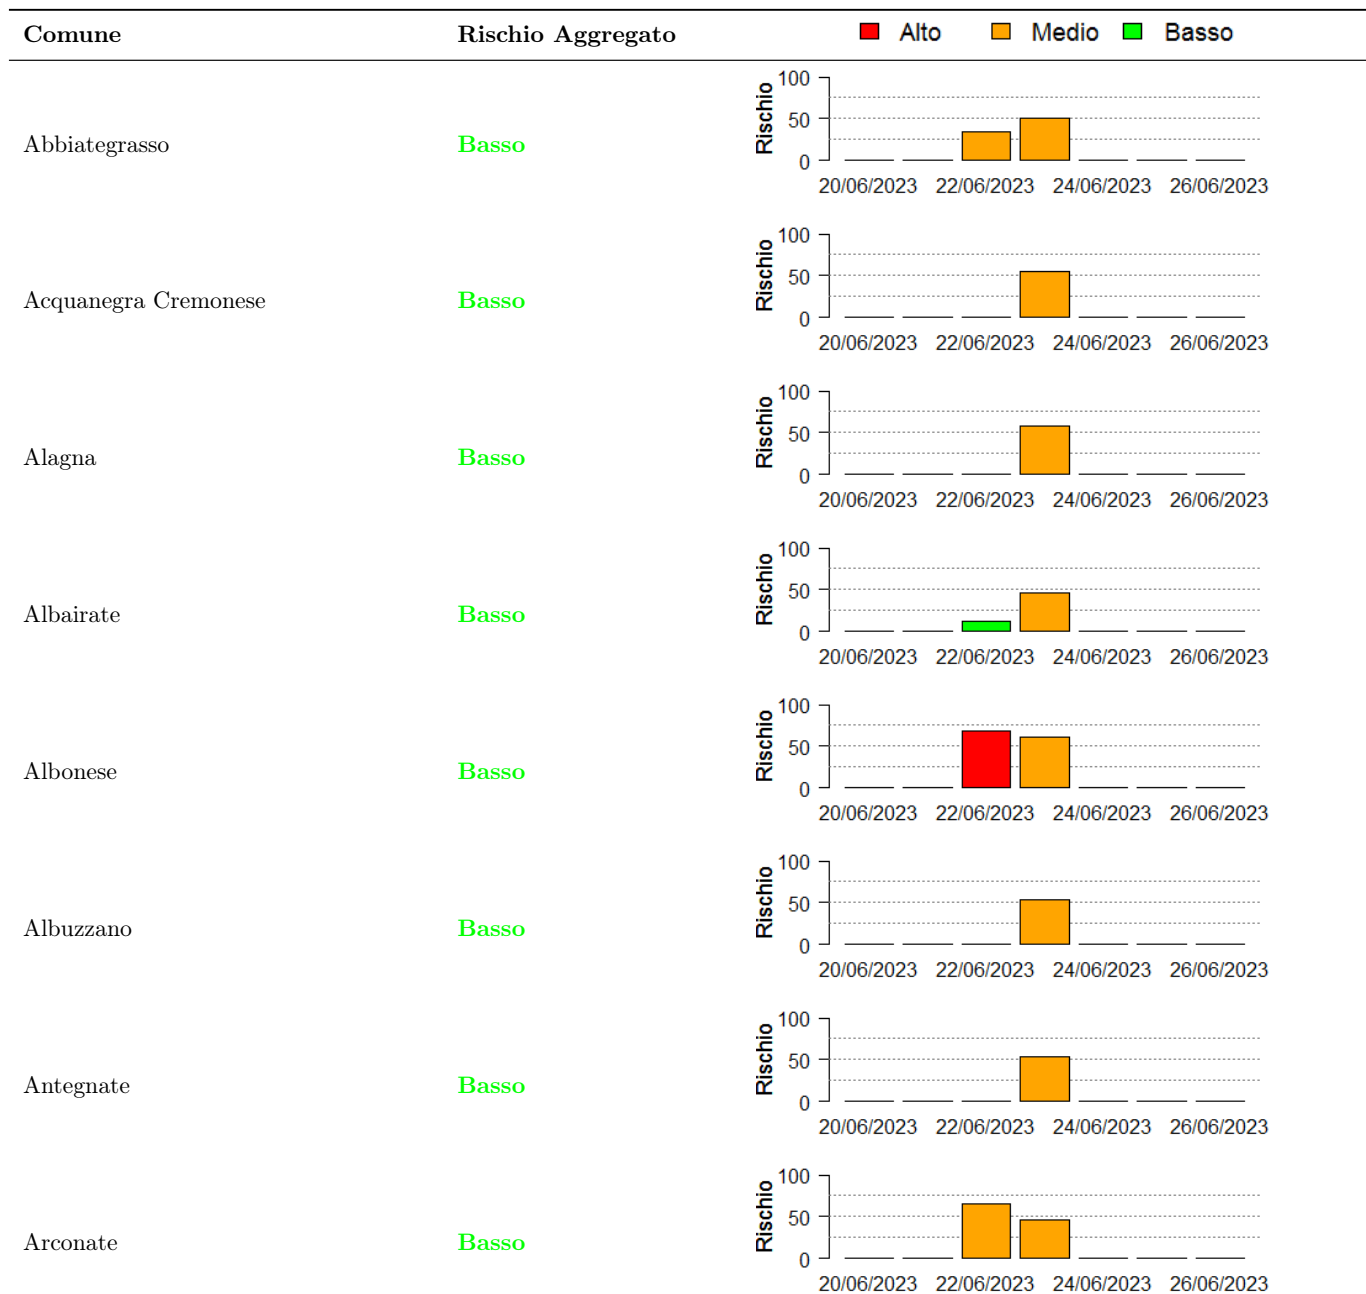 Comune Rischio Aggregato Alto Medio Basso
100
50
0
Rischio
Abbiategrasso Basso
20/06/2023 22/06/2023 24/06/2023 26/06/2023
100
50
0
Rischio
Acquanegra Cremonese Basso
20/06/2023 22/06/2023 24/06/2023 26/06/2023
100
50
0
Rischio
Alagna Basso
20/06/2023 22/06/2023 24/06/2023 26/06/2023
100
50
0
Rischio
Albairate Basso
20/06/2023 22/06/2023 24/06/2023 26/06/2023
100
50
0
Rischio
Albonese Basso
20/06/2023 22/06/2023 24/06/2023 26/06/2023
100
50
0
Rischio
Albuzzano Basso
20/06/2023 22/06/2023 24/06/2023 26/06/2023
100
50
0
Rischio
Antegnate Basso
20/06/2023 22/06/2023 24/06/2023 26/06/2023
100
50
0
Rischio
Arconate Basso
20/06/2023 22/06/2023 24/06/2023 26/06/2023